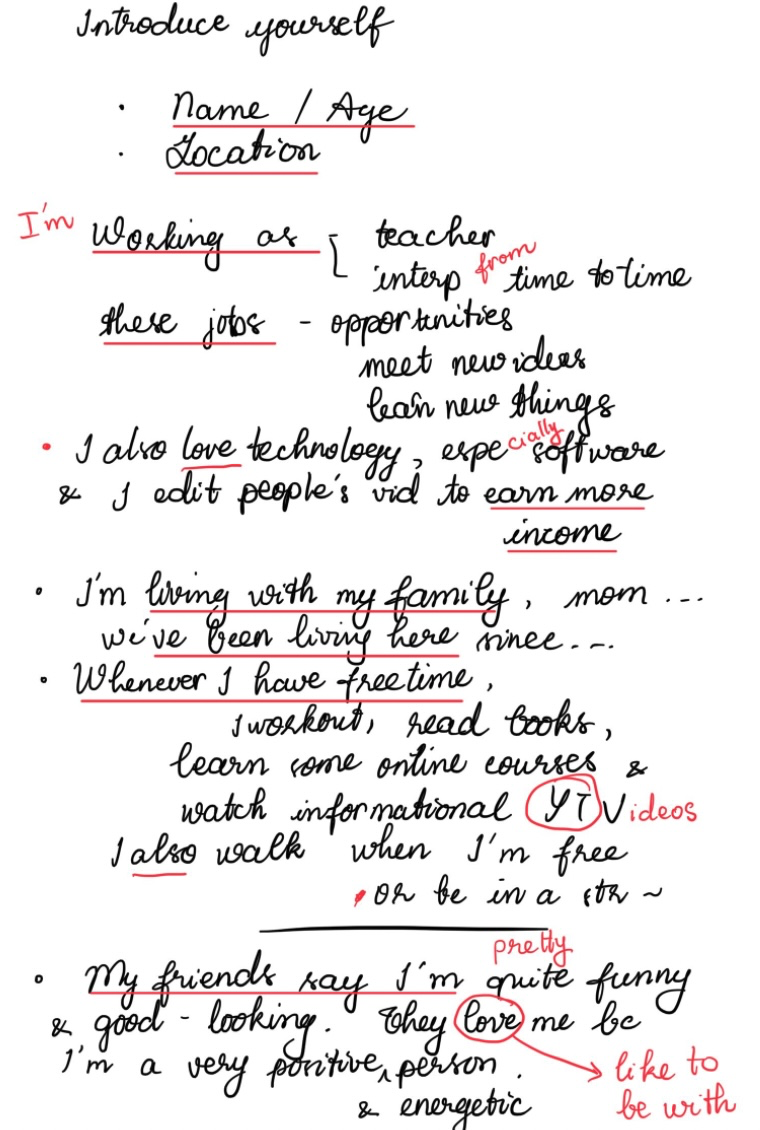 Introduce yourself
· Name / Age
· Location
I'm Working as [ teacher
interp from time to time
these jobs - opportunities
meet new ideas
learn new things
• I also love technology, especially software
& I edit people's vid to earn more
income
• I'm living with my family, mom ...
we've been living here since....
• Whenever I have freetime,
I workout, read books,
learn some online courses &
watch informational YT Videos
I also walk when I'm free
or be in a
pretty
• My friends say I'm quite funny
& good-looking. They love me bc
I'm a very positive, person.
& energetic
like to
be with